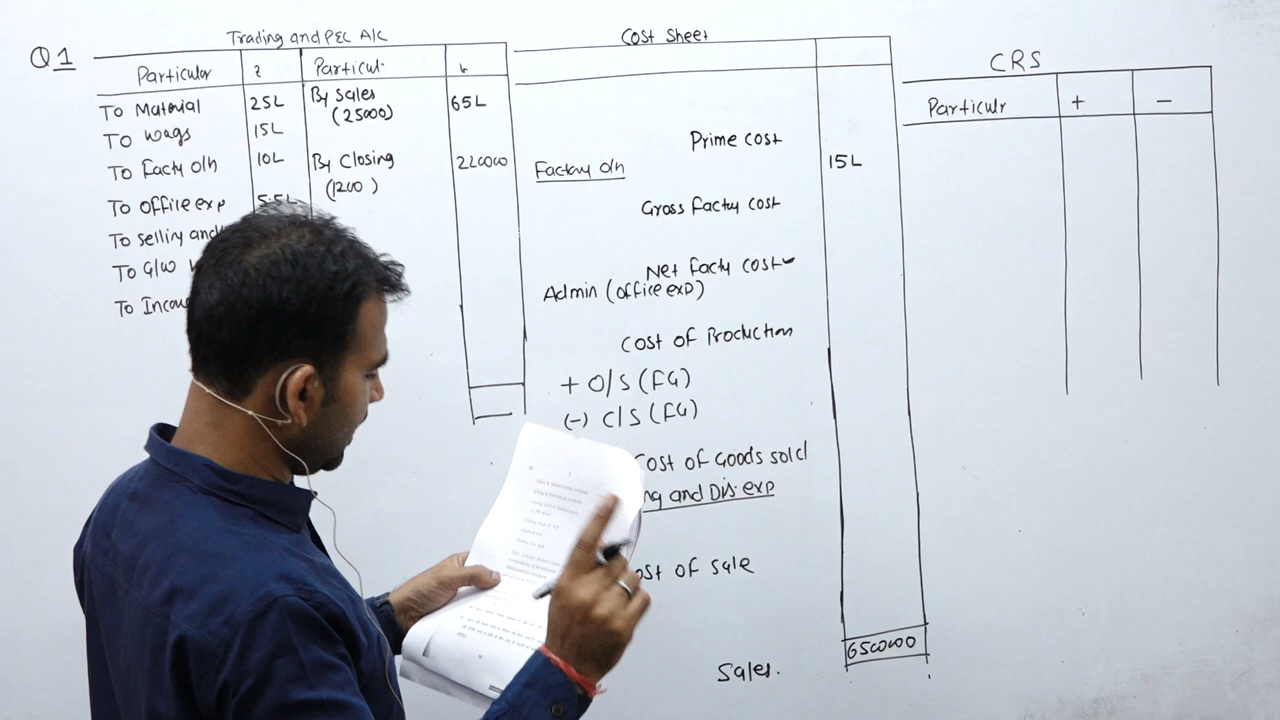 Q1
Trading and P&L A/C
Particular ₹ Particul. ₹
To Material 25L By Sales 65L
(25000)
To wags 15L
To Facty o/h 10L By Closing 220000
(1200)
To office exp 5.5L
To selling and
To G/W
To Incom
Cost Sheet
Prime cost
Factory o/h 15L
Gross Facty cost
Net Facty cost
Admin (office exp)
Cost of Production
+ O/S (FG)
(-) C/S (FG)
Cost of Goods sold
ng and Dis exp
ost of sale
Sales. 6500000
CRS
Particulr + -